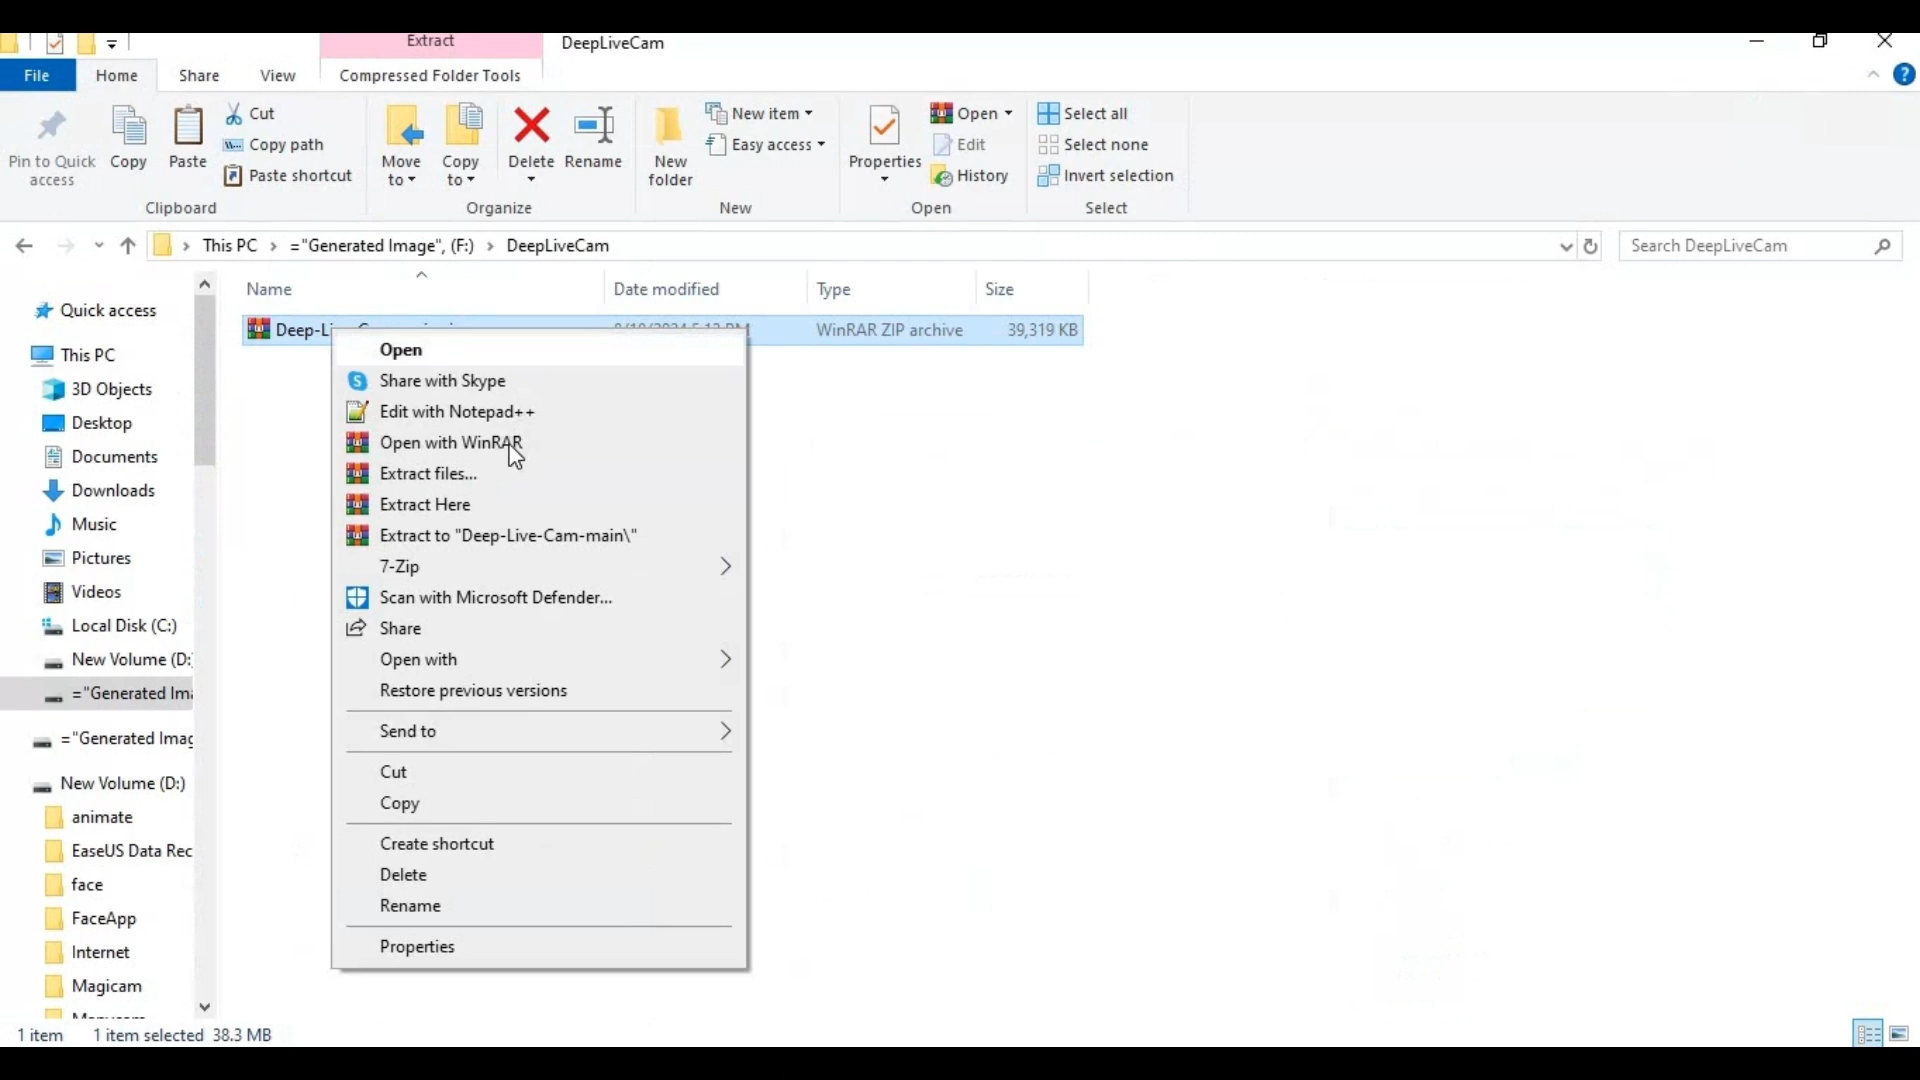 Extract
DeepLiveCam
File
Home
Share
View
Compressed Folder Tools
Pin to Quick access
Copy
Paste
Cut
Copy path
Paste shortcut
Move to
Copy to
Delete
Rename
New folder
New item
Easy access
Properties
Open
Edit
History
Select all
Select none
Invert selection
Clipboard
Organize
New
Open
Select
This PC > ="Generated Image", (F:) > DeepLiveCam
Search DeepLiveCam
Name
Date modified
Type
Size
Deep-Li
WinRAR ZIP archive
39,319 KB
Quick access
This PC
3D Objects
Desktop
Documents
Downloads
Music
Pictures
Videos
Local Disk (C:)
New Volume (D:
="Generated Ima
="Generated Imag
New Volume (D:)
animate
EaseUS Data Rec
face
FaceApp
Internet
Magicam
Open
Share with Skype
Edit with Notepad++
Open with WinRAR
Extract files...
Extract Here
Extract to "Deep-Live-Cam-main\"
7-Zip
Scan with Microsoft Defender...
Share
Open with
Restore previous versions
Send to
Cut
Copy
Create shortcut
Delete
Rename
Properties
1 item
1 item selected 38.3 MB